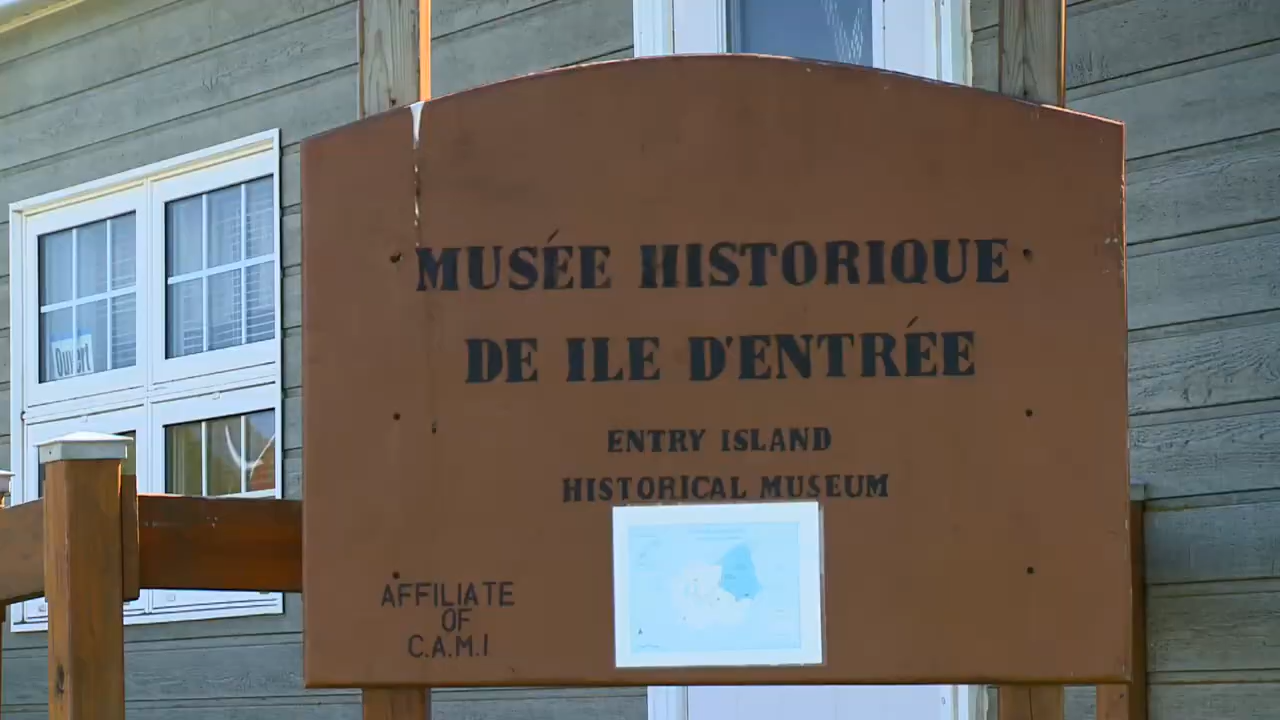 MUSÉE HISTORIQUE
DE ILE D'ENTRÉE
ENTRY ISLAND
HISTORICAL MUSEUM
AFFILIATE
OF
C.A.M.I
Ouvert